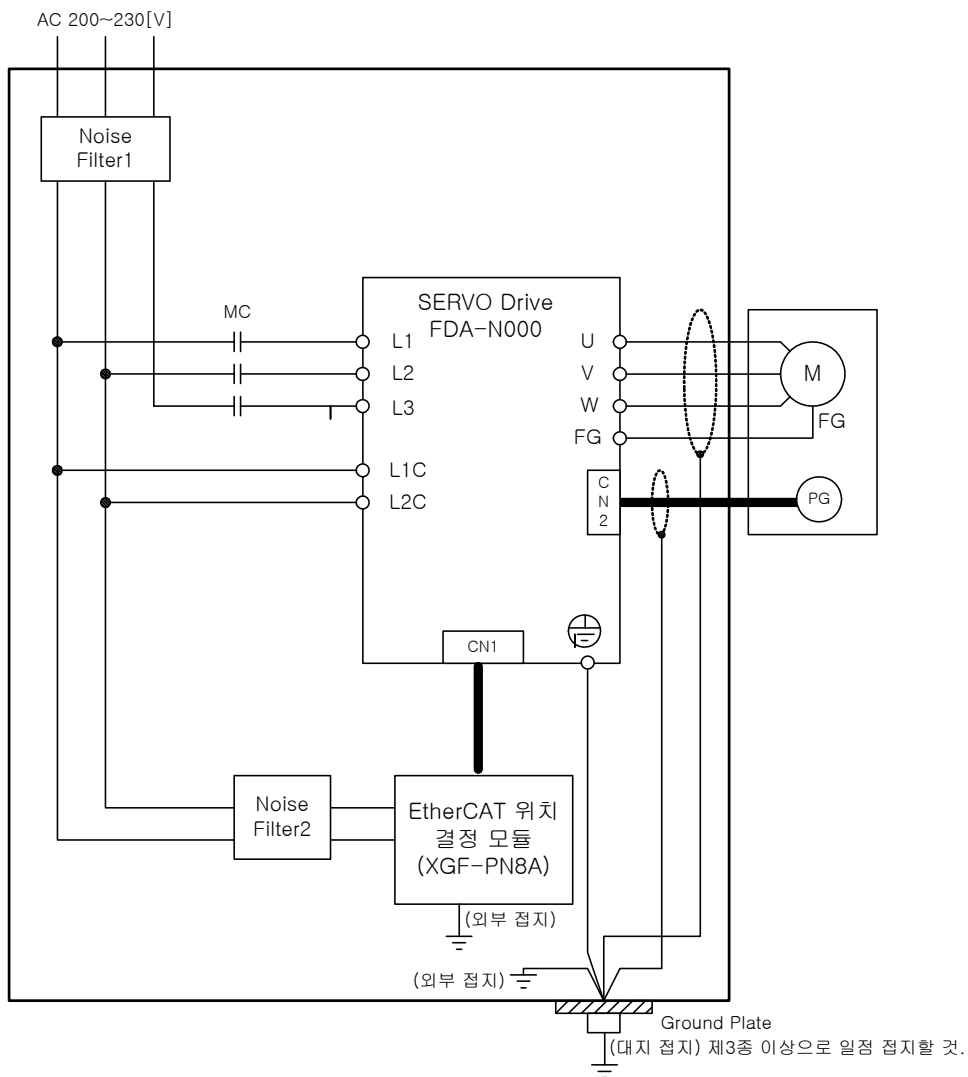 AC 200~230[V]
Noise
Filter1
MC
SERVO Drive
FDA-N000
L1
L2
L3
L1C
L2C
U
V
W
FG
M
FG
C
N
2
PG
CN1
Noise
Filter2
EtherCAT 위치
결정 모듈
(XGF-PN8A)
(외부 접지)
(외부 접지)
Ground Plate
(대지 접지) 제3종 이상으로 일점 접지할 것.